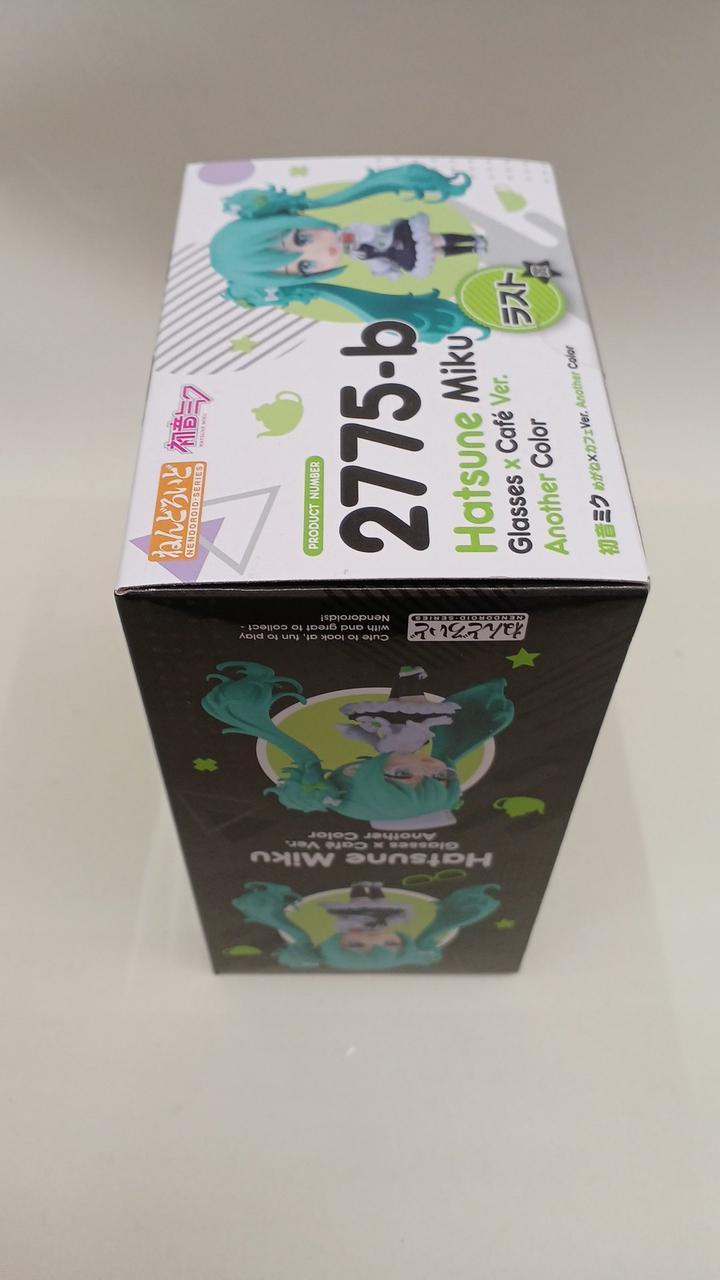 ねんどろいど
NENDOROID·SERIES
初音ミク
HATSUNE MIKU
PRODUCT NUMBER
2775-b
Hatsune Miku
Glasses x Café Ver.
Another Color
初音ミク めがね×カフェVer. Another Color
ラスト賞
ねんどろいど
NENDOROID·SERIES
Cute to look at, fun to play
with and great to collect -
Nendoroids!
Hatsune Miku
Glasses x Café Ver.
Another Color